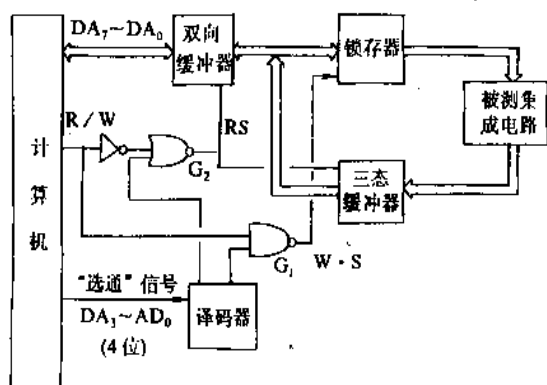 DA₇~DA₀
双向
缓冲器
锁存器
被测集
成电路
R/W
RS
G₂
三态
缓冲器
计
算
机
G₁
W·S
“选通”信号
DA₃~AD₀
(4位)
译码器